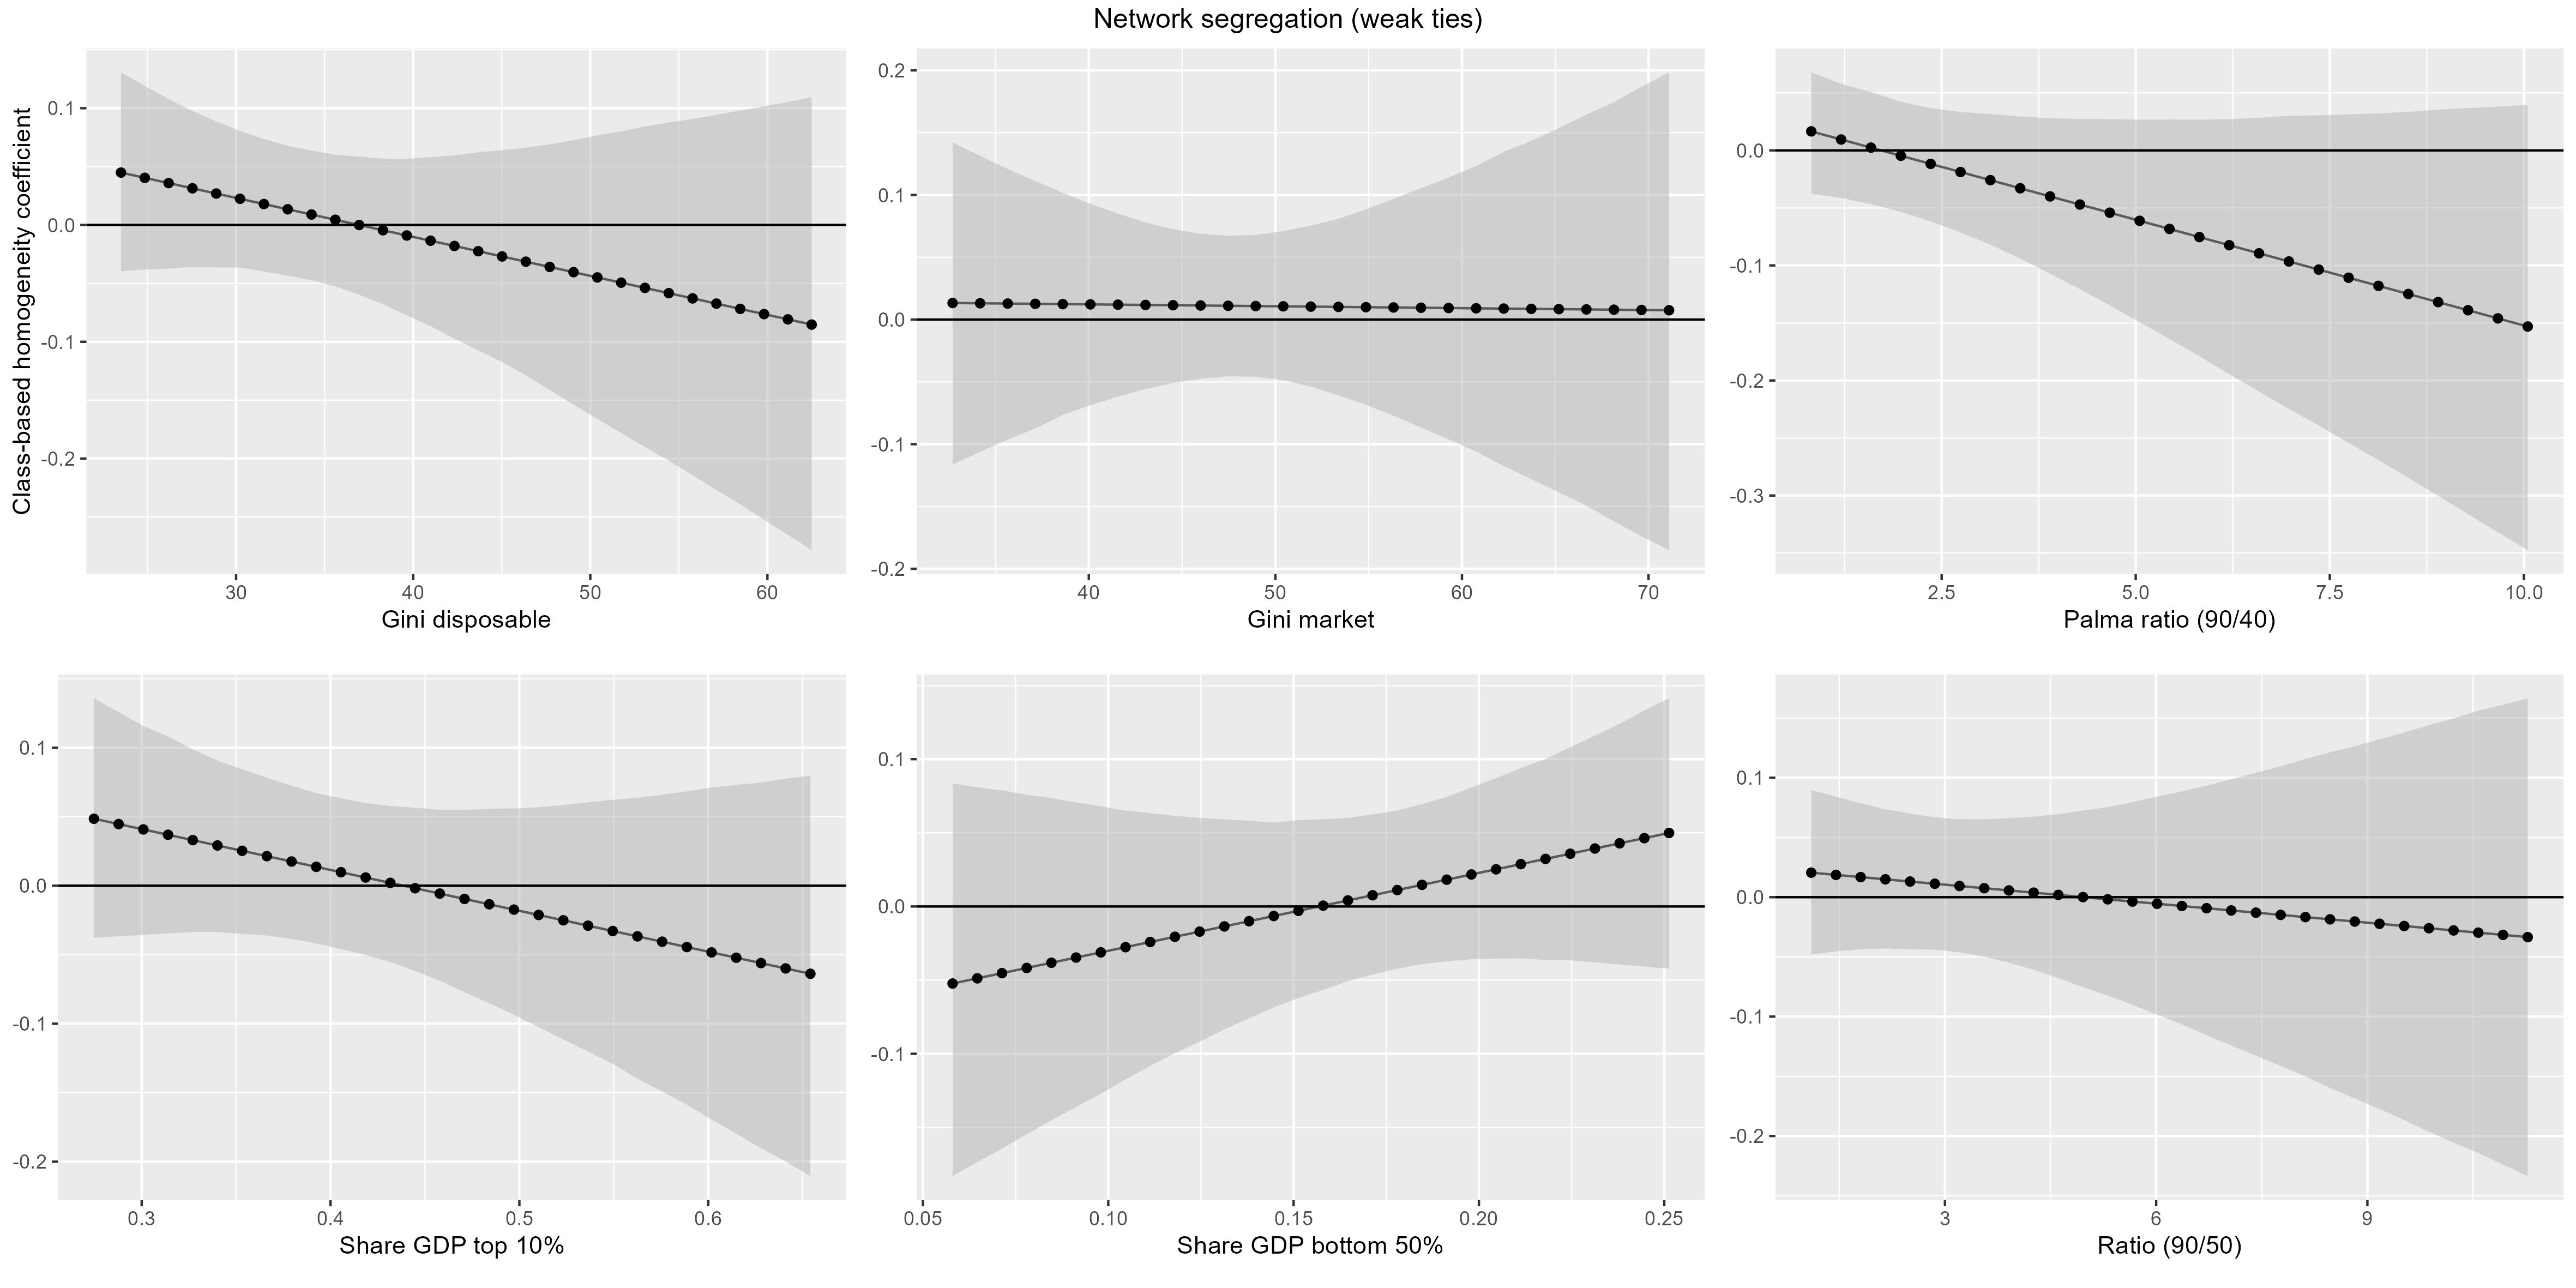 Network segregation (weak ties)
Class-based homogeneity coefficient
0.1
0.0
-0.1
-0.2
30 40 50 60
Gini disposable
0.2
0.1
0.0
-0.1
-0.2
40 50 60 70
Gini market
0.0
-0.1
-0.2
-0.3
2.5 5.0 7.5 10.0
Palma ratio (90/40)
0.1
0.0
-0.1
-0.2
0.3 0.4 0.5 0.6
Share GDP top 10%
0.1
0.0
-0.1
0.05 0.10 0.15 0.20 0.25
Share GDP bottom 50%
0.1
0.0
-0.1
-0.2
3 6 9
Ratio (90/50)